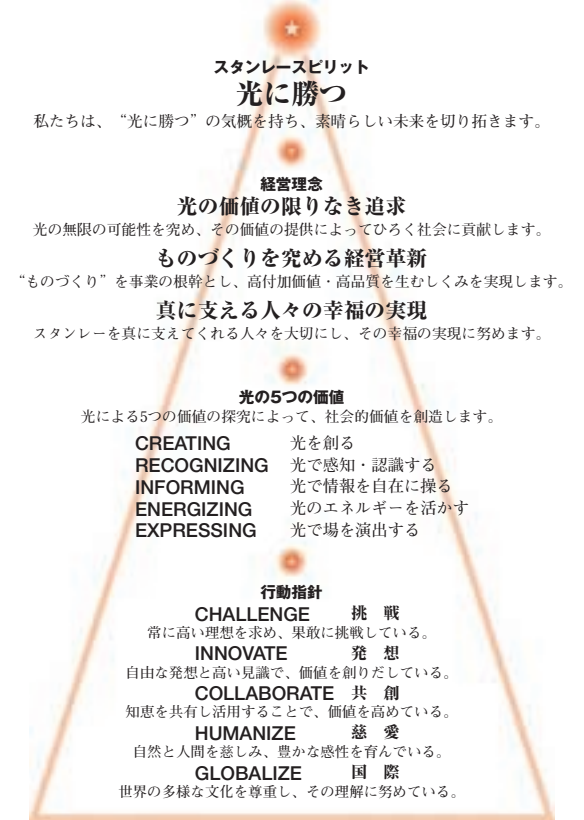 スタンレースピリット
光に勝つ
私たちは、“光に勝つ”の気概を持ち、素晴らしい未来を切り拓きます。
経営理念
光の価値の限りなき追求
光の無限の可能性を究め、その価値の提供によってひろく社会に貢献します。
ものづくりを究める経営革新
“ものづくり”を事業の根幹とし、高付加価値・高品質を生むしくみを実現します。
真に支える人々の幸福の実現
スタンレーを真に支えてくれる人々を大切にし、その幸福の実現に努めます。
光の5つの価値
光による5つの価値の探究によって、社会的価値を創造します。
CREATING 光を創る
RECOGNIZING 光で感知・認識する
INFORMING 光で情報を自在に操る
ENERGIZING 光のエネルギーを活かす
EXPRESSING 光で場を演出する
行動指針
CHALLENGE 挑 戦
常に高い理想を求め、果敢に挑戦している。
INNOVATE 発 想
自由な発想と高い見識で、価値を創りだしている。
COLLABORATE 共 創
知恵を共有し活用することで、価値を高めている。
HUMANIZE 慈 愛
自然と人間を慈しみ、豊かな感性を育んでいる。
GLOBALIZE 国 際
世界の多様な文化を尊重し、その理解に努めている。